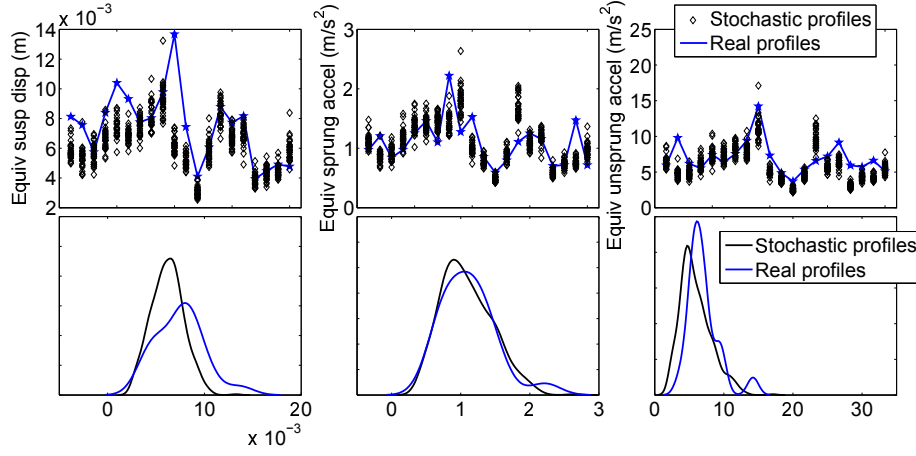 x 10⁻³
Equiv susp disp (m)
14
12
10
8
6
4
2
Equiv sprung accel (m/s²)
3
2
1
0
Equiv unsprung accel (m/s²)
25
20
15
10
5
0
Stochastic profiles
Real profiles
Stochastic profiles
Real profiles
0 10 20
x 10⁻³
0 1 2 3
0 10 20 30